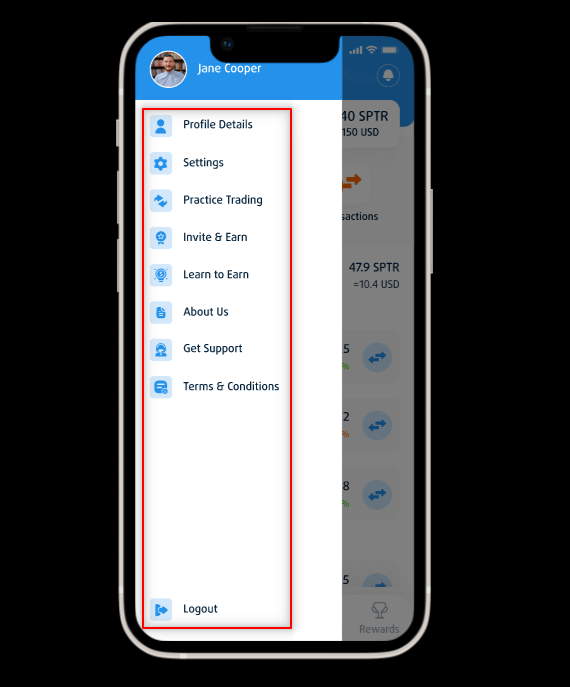 Jane Cooper
40 SPTR
150 USD
Profile Details
Settings
Practice Trading
Invite & Earn
Learn to Earn
About Us
Get Support
Terms & Conditions
Logout
sactions
47.9 SPTR
≈10.4 USD
5
%
2
%
8
%
5
Rewards